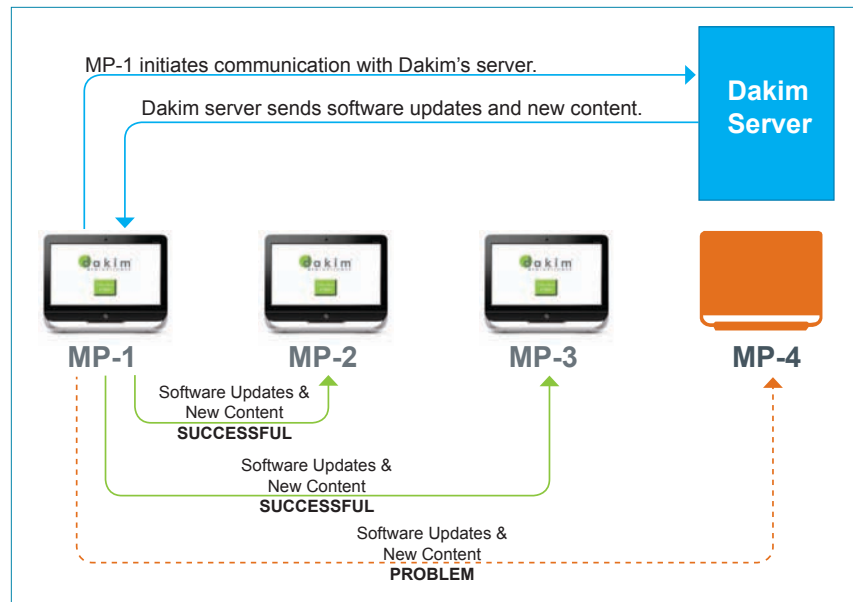 MP-1 initiates communication with Dakim’s server.
Dakim server sends software updates and new content.
Dakim
Server
dakim
dakim
dakim
MP-1
MP-2
MP-3
MP-4
Software Updates &
New Content
SUCCESSFUL
Software Updates &
New Content
SUCCESSFUL
Software Updates &
New Content
PROBLEM